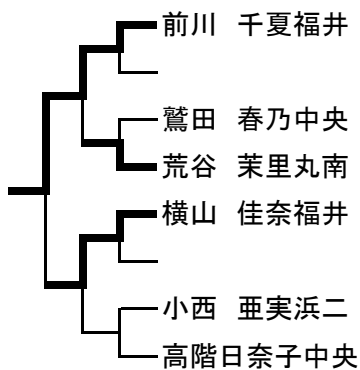 前川 千夏福井
鷲田 春乃中央
荒谷 茉里丸南
横山 佳奈福井
小西 亜実浜二
高階日奈子中央